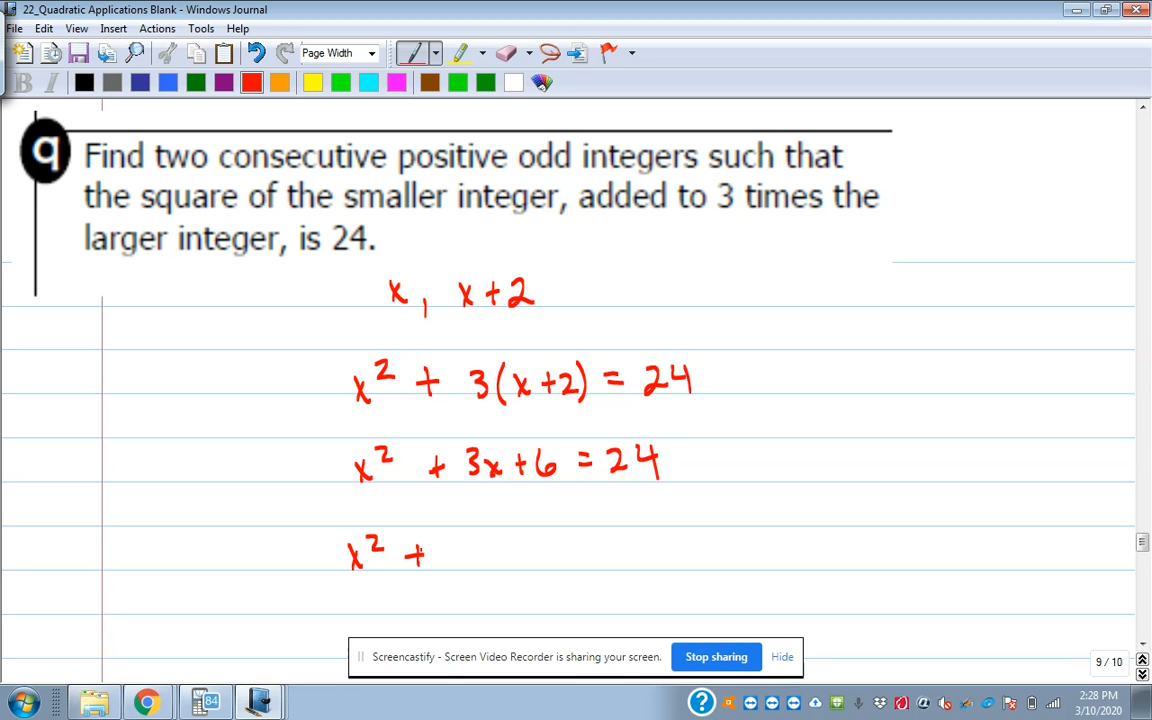 22_Quadratic Applications Blank - Windows Journal
File Edit View Insert Actions Tools Help
Page Width
B I
q
Find two consecutive positive odd integers such that
the square of the smaller integer, added to 3 times the
larger integer, is 24.
x, x+2
x² + 3(x+2) = 24
x² + 3x+6 = 24
x² +
Screencastify - Screen Video Recorder is sharing your screen. Stop sharing Hide
9 / 10
84
2:28 PM
3/10/2020